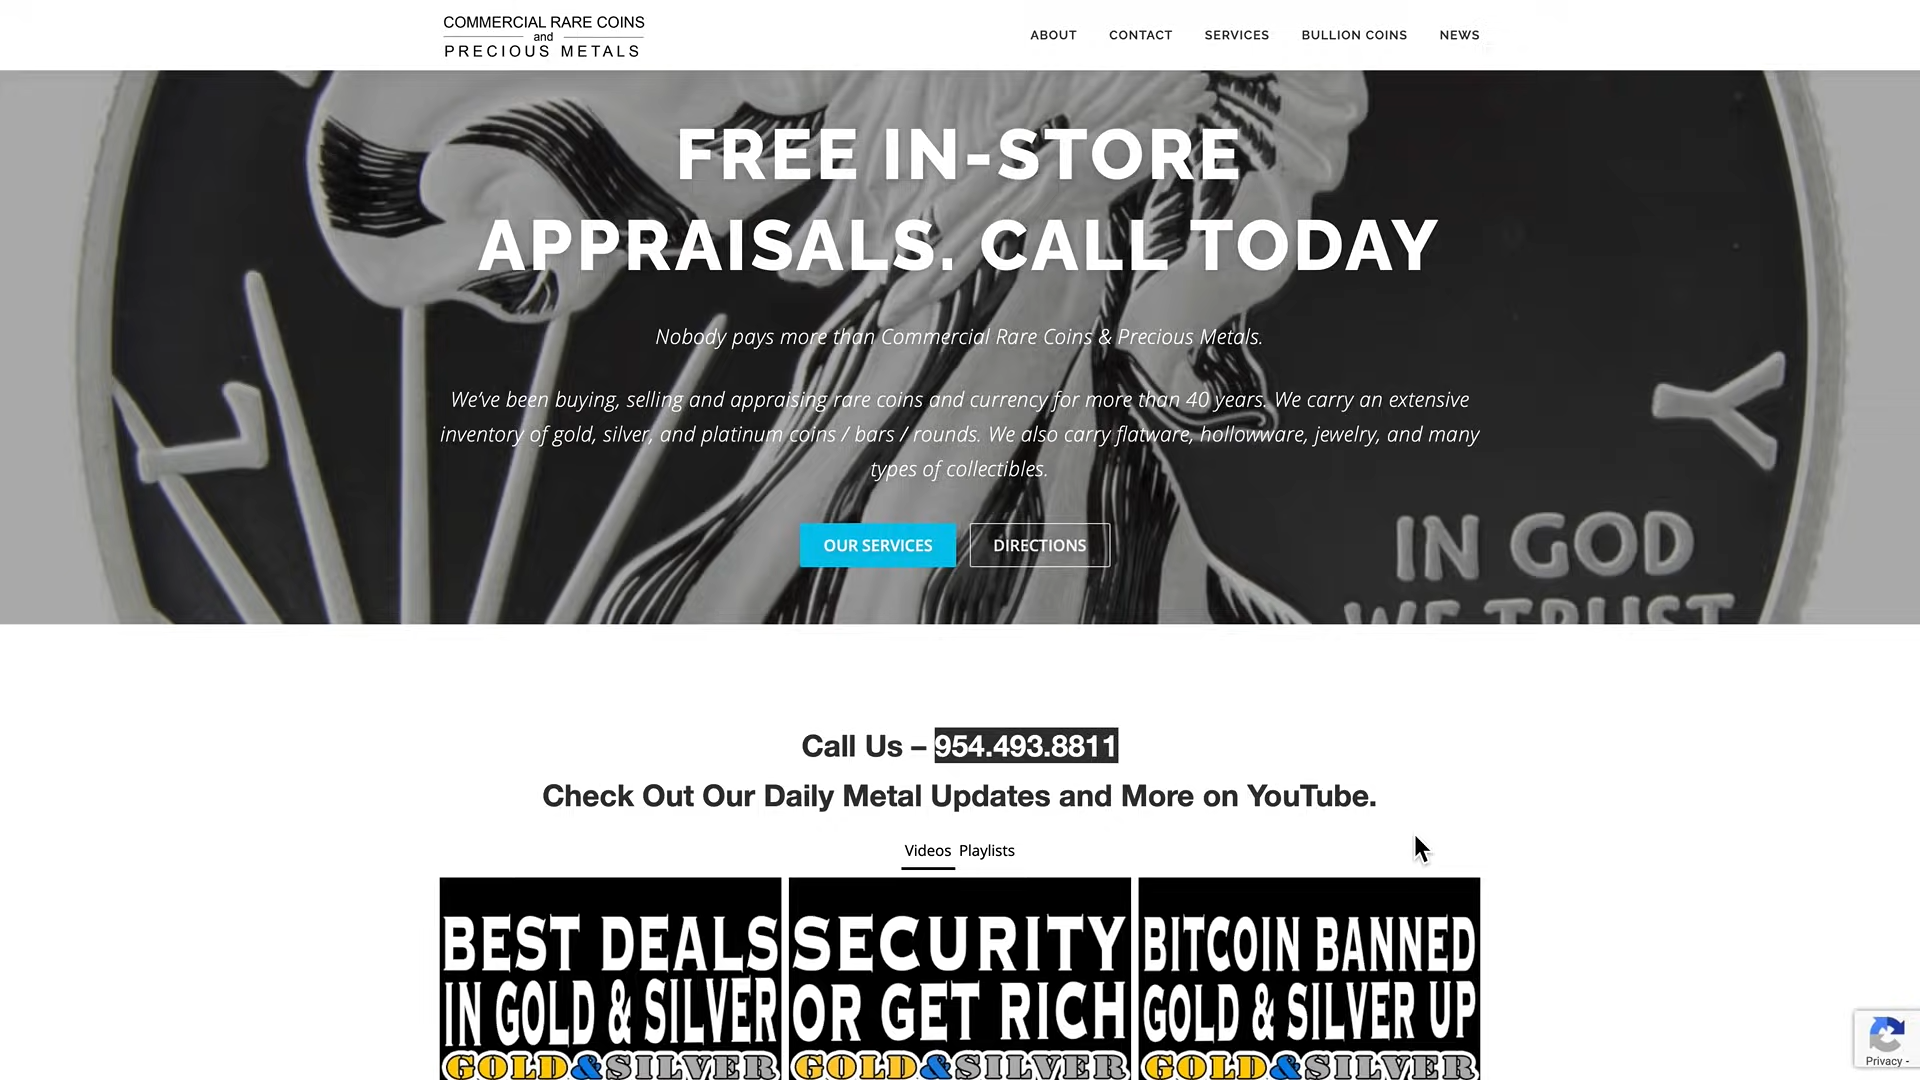 COMMERCIAL RARE COINS
and
PRECIOUS METALS
ABOUT CONTACT SERVICES BULLION COINS NEWS
FREE IN-STORE
APPRAISALS. CALL TODAY
Nobody pays more than Commercial Rare Coins & Precious Metals.
We've been buying, selling and appraising rare coins and currency for more than 40 years. We carry an extensive
inventory of gold, silver, and platinum coins / bars / rounds. We also carry flatware, hollowware, jewelry, and many
types of collectibles.
OUR SERVICES DIRECTIONS
L
Y
IN GOD
WE TRUST
Call Us – 954.493.8811
Check Out Our Daily Metal Updates and More on YouTube.
Videos Playlists
BEST DEALS
IN GOLD & SILVER
GOLD&SILVER
SECURITY
OR GET RICH
GOLD&SILVER
BITCOIN BANNED
GOLD & SILVER UP
GOLD&SILVER
Privacy -